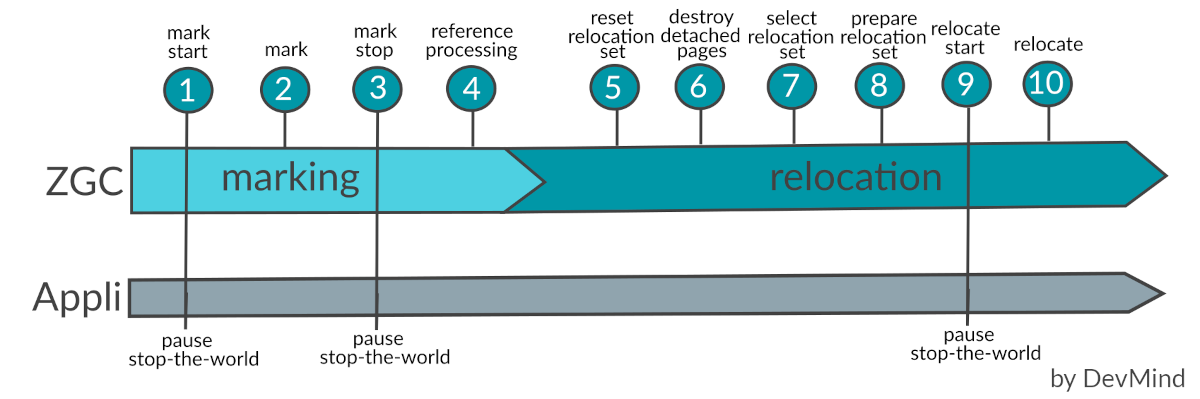 mark
start
mark
mark
stop
reference
processing
reset
relocation
set
destroy
detached
pages
select
relocation
set
prepare
relocation
set
relocate
start
relocate
1
2
3
4
5
6
7
8
9
10
ZGC
marking
relocation
Appli
pause
stop-the-world
pause
stop-the-world
pause
stop-the-world
by DevMind